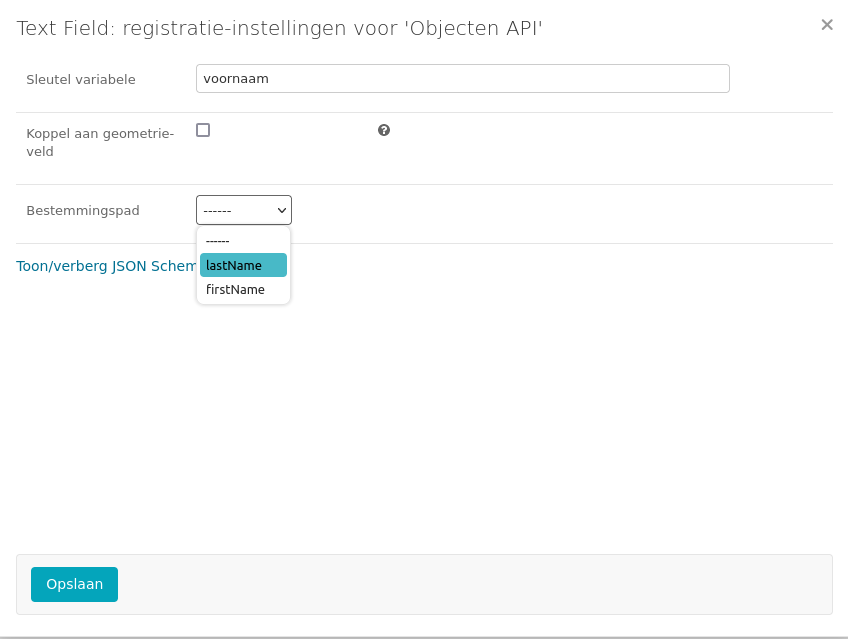 Text Field: registratie-instellingen voor 'Objecten API'
×
Sleutel variabele
voornaam
Koppel aan geometrie-
veld
?
Bestemmingspad
------
------
lastName
firstName
Toon/verberg JSON Schem
Opslaan